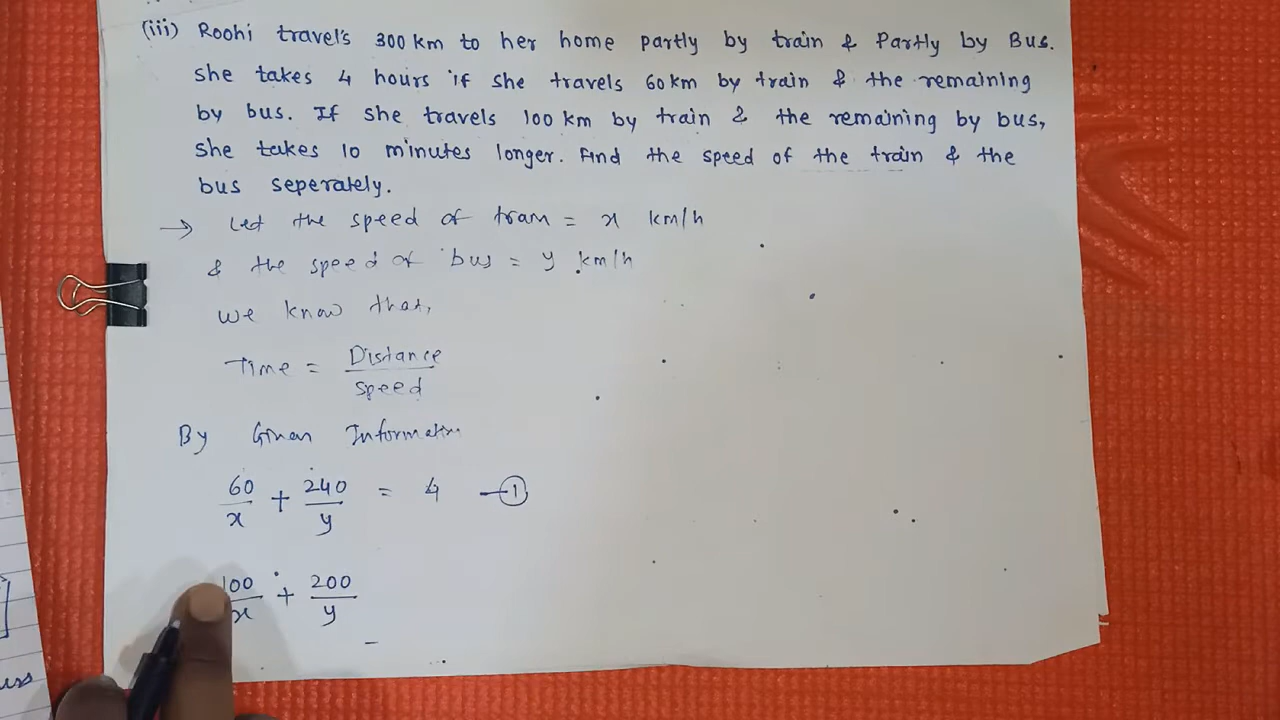 (iii) Roohi travel's 300 km to her home partly by train & Partly by Bus.
she takes 4 hours if she travels 60 km by train & the remaining
by bus. If she travels 100 km by train & the remaining by bus,
she takes 10 minutes longer. Find the speed of the train & the
bus seperately.
→ Let the speed of train = x km/h
& the speed of bus = y km/h
we know that,
Time = Distance / speed
By Given Information
60/x + 240/y = 4 —①
100/x + 200/y